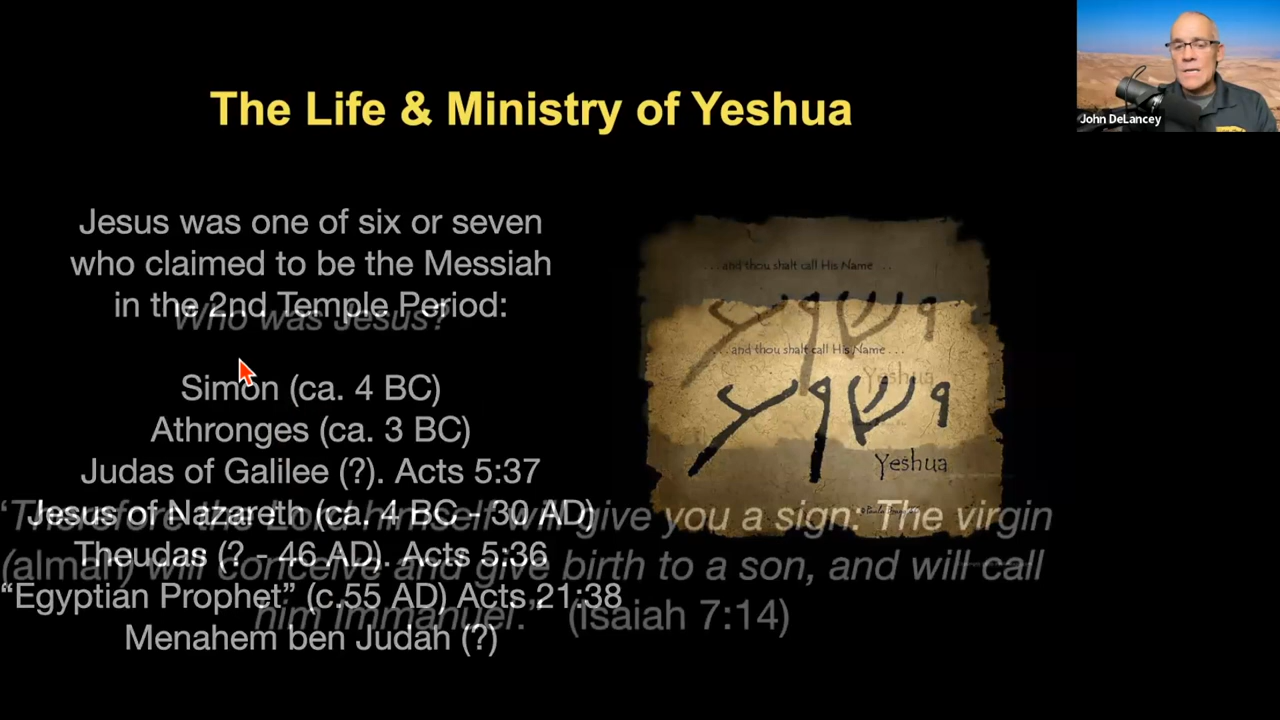 The Life & Ministry of Yeshua
John DeLancey
Jesus was one of six or seven
who claimed to be the Messiah
in the 2nd Temple Period:
Who was Jesus?
Simon (ca. 4 BC)
Athronges (ca. 3 BC)
Judas of Galilee (?). Acts 5:37
Jesus of Nazareth (ca. 4 BC - 30 AD)
Theudas (? - 46 AD). Acts 5:36
“Egyptian Prophet” (c.55 AD) Acts 21:38
Menahem ben Judah (?)
“Therefore the Lord himself will give you a sign: The virgin
(almah) will conceive and give birth to a son, and will call
him Immanuel.” (Isaiah 7:14)
. . .and thou shalt call His Name . . .
ישוע
Yeshua
. . .and thou shalt call His Name . . .
ישוע
Yeshua